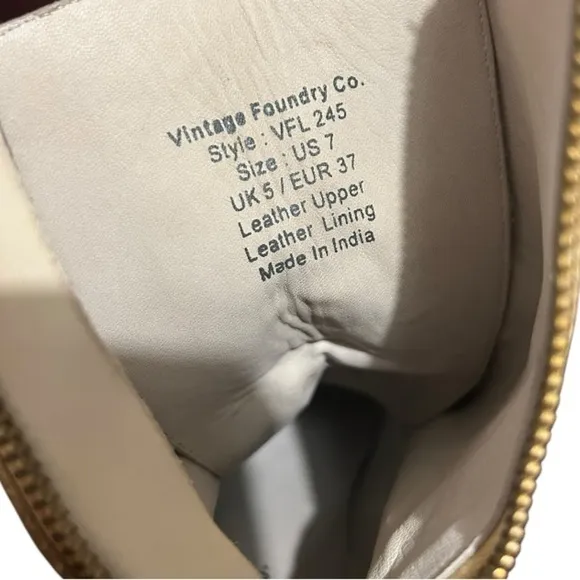 Vintage Foundry Co.
Style : VFL 245
Size : US 7
UK 5 / EUR 37
Leather Upper
Leather Lining
Made In India